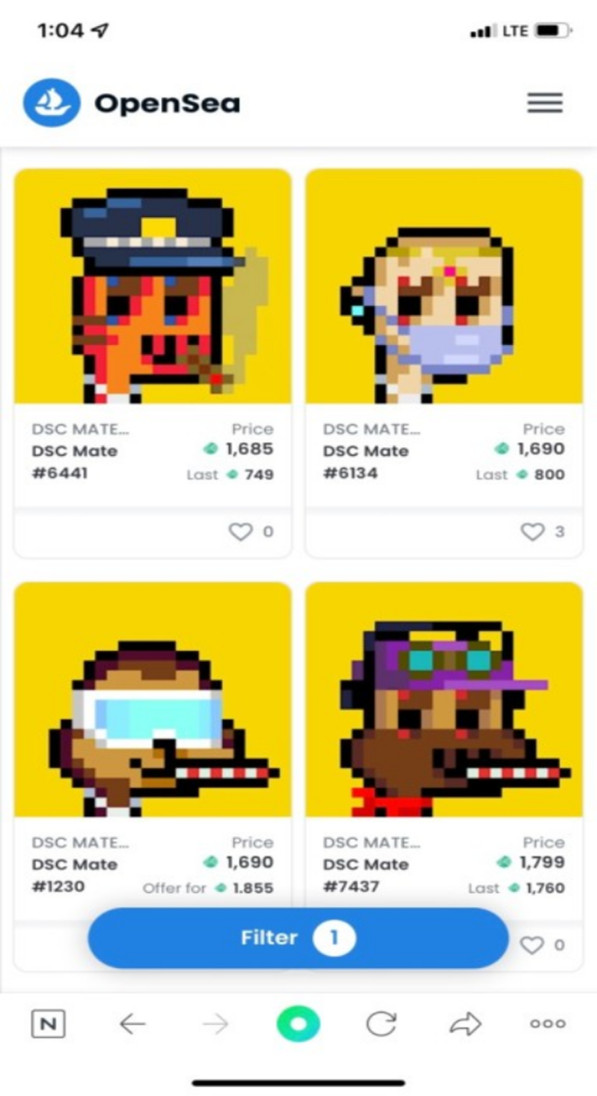 1:04 LTE
OpenSea
DSC MATE... Price
DSC Mate 1,685
#6441 Last 749
0
DSC MATE... Price
DSC Mate 1,690
#6134 Last 800
3
DSC MATE... Price
DSC Mate 1,690
#1230 Offer for 1.855
DSC MATE... Price
DSC Mate 1,799
#7437 Last 1,760
0
Filter 1
N